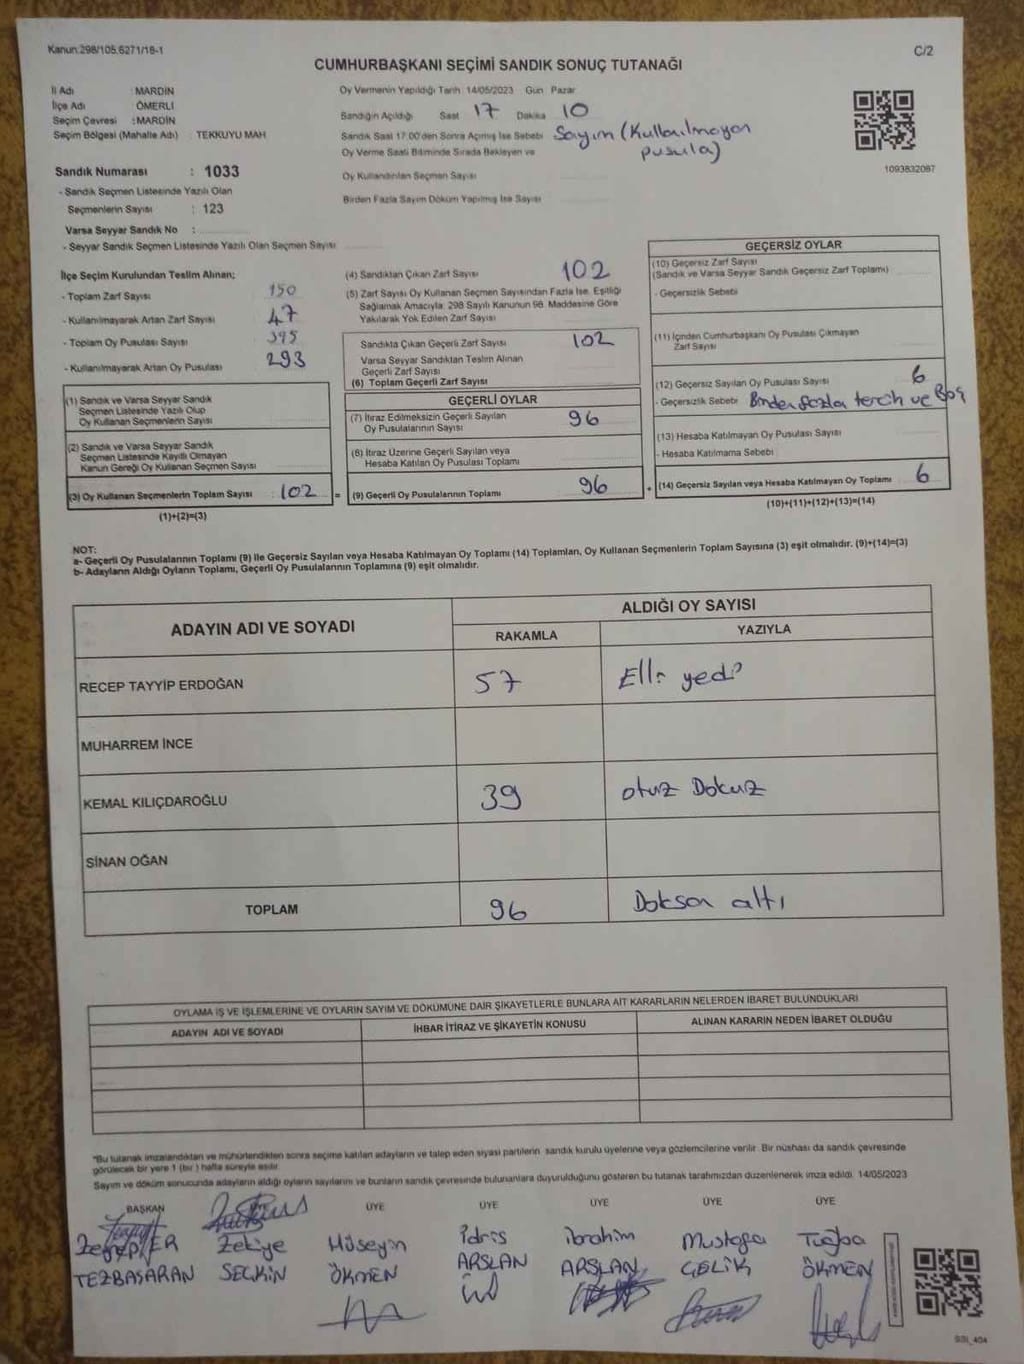 Kanun:298/105,6271/18-1
C/2
CUMHURBAŞKANI SEÇİMİ SANDIK SONUÇ TUTANAĞI
İl Adı : MARDİN
İlçe Adı : ÖMERLİ
Seçim Çevresi : MARDİN
Seçim Bölgesi (Mahalle Adı) : TEKKUYU MAH
Sandık Numarası : 1033
- Sandık Seçmen Listesinde Yazılı Olan
Seçmenlerin Sayısı : 123
Varsa Seyyar Sandık No :
- Seyyar Sandık Seçmen Listesinde Yazılı Olan Seçmen Sayısı
Oy Vermenin Yapıldığı Tarih 14/05/2023 Gün Pazar
Sandığın Açıldığı Saat 17 Dakika 10
Sandık Saat 17:00'den Sonra Açılmış İse Sebebi Sayım (Kullanılmayan
pusula)
Oy Verme Saati Bitiminde Sırada Bekleyen ve
Oy Kullandırılan Seçmen Sayısı
Birden Fazla Sayım Döküm Yapılmış İse Sayısı
1093832087
İlçe Seçim Kurulundan Teslim Alınan;
- Toplam Zarf Sayısı 150
- Kullanılmayarak Artan Zarf Sayısı 47
- Toplam Oy Pusulası Sayısı 395
- Kullanılmayarak Artan Oy Pusulası 293
(1) Sandık ve Varsa Seyyar Sandık
Seçmen Listesinde Yazılı Olup
Oy Kullanan Seçmenlerin Sayısı
(2) Sandık ve Varsa Seyyar Sandık
Seçmen Listesinde Kayıtlı Olmayan
Kanun Gereği Oy Kullanan Seçmen Sayısı
(3) Oy Kullanan Seçmenlerin Toplam Sayısı : 102 =
(1)+(2)=(3)
(4) Sandıktan Çıkan Zarf Sayısı 102
(5) Zarf Sayısı Oy Kullanan Seçmen Sayısından Fazla İse, Eşitliği
Sağlamak Amacıyla 298 Sayılı Kanunun 98. Maddesine Göre
Yakılarak Yok Edilen Zarf Sayısı
Sandıkta Çıkan Geçerli Zarf Sayısı 102
Varsa Seyyar Sandıktan Teslim Alınan
Geçerli Zarf Sayısı
(6) Toplam Geçerli Zarf Sayısı
GEÇERLİ OYLAR
(7) İtiraz Edilmeksizin Geçerli Sayılan
Oy Pusulalarının Sayısı 96
(8) İtiraz Üzerine Geçerli Sayılan veya
Hesaba Katılan Oy Pusulası Toplamı
(9) Geçerli Oy Pusulalarının Toplamı 96 +
GEÇERSİZ OYLAR
(10) Geçersiz Zarf Sayısı
(Sandık ve Varsa Seyyar Sandık Geçersiz Zarf Toplamı)
- Geçersizlik Sebebi
(11) İçinden Cumhurbaşkanı Oy Pusulası Çıkmayan
Zarf Sayısı
(12) Geçersiz Sayılan Oy Pusulası Sayısı 6
- Geçersizlik Sebebi Birden fazla tercih ve Boş
(13) Hesaba Katılmayan Oy Pusulası Sayısı
- Hesaba Katılmama Sebebi
(14) Geçersiz Sayılan veya Hesaba Katılmayan Oy Toplamı 6
(10)+(11)+(12)+(13)=(14)
NOT:
a- Geçerli Oy Pusulalarının Toplamı (9) ile Geçersiz Sayılan veya Hesaba Katılmayan Oy Toplamı (14) Toplamları, Oy Kullanan Seçmenlerin Toplam Sayısına (3) eşit olmalıdır. (9)+(14)=(3)
b- Adayların Aldığı Oyların Toplamı, Geçerli Oy Pusulalarının Toplamına (9) eşit olmalıdır.
ADAYIN ADI VE SOYADI ALDIĞI OY SAYISI
RAKAMLA YAZIYLA
RECEP TAYYİP ERDOĞAN 57 Elli yedi
MUHARREM İNCE
KEMAL KILIÇDAROĞLU 39 otuz Dokuz
SİNAN OĞAN
TOPLAM 96 Doksan altı
OYLAMA İŞ VE İŞLEMLERİNE VE OYLARIN SAYIM VE DÖKÜMÜNE DAİR ŞİKAYETLERLE BUNLARA AİT KARARLARIN NELERDEN İBARET BULUNDUKLARI
ADAYIN ADI VE SOYADI İHBAR İTİRAZ VE ŞİKAYETİN KONUSU ALINAN KARARIN NEDEN İBARET OLDUĞU
*Bu tutanak imzalandıktan ve mühürlendikten sonra seçime katılan adayların ve talep eden siyasi partilerin sandık kurulu üyelerine veya gözlemcilerine verilir. Bir nüshası da sandık çevresinde
görülecek bir yere 1 (bir) hafta süreyle asılır.
Sayım ve döküm sonucunda adayların aldığı oyların sayılarını ve bunların sandık çevresinde bulunanlara duyurulduğunu gösteren bu tutanak tarafımızdan düzenlenerek imza edildi. 14/05/2023
BAŞKAN ÜYE ÜYE ÜYE ÜYE ÜYE
Zekiye Hüseyin İdris İbrahim Mustafa Tuğba
TEZBAŞARAN SEÇKİN ÖKMEN ARSLAN ARSLAN ÇELİK ÖKMEN
SSI_404